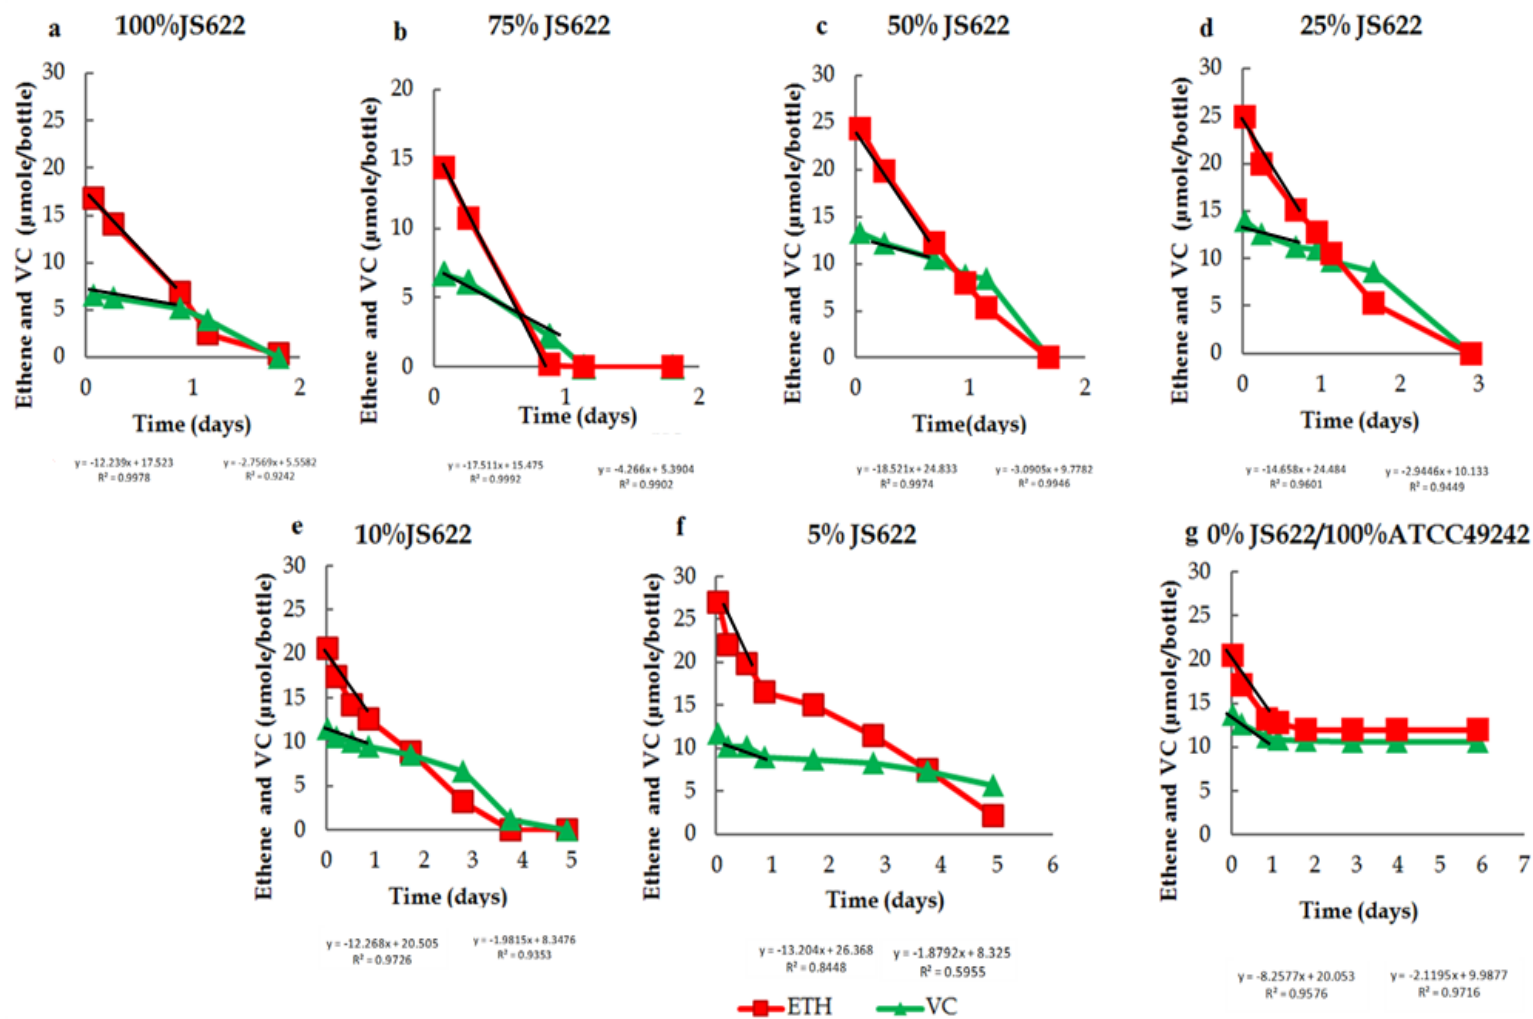 a 100%JS622
b 75% JS622
c 50% JS622
d 25% JS622
Ethene and VC (µmole/bottle)
30
25
20
15
10
5
0
0 1 2
Time (days)
y = -12.239x + 17.523
R² = 0.9978
y = -2.7569x + 5.5582
R² = 0.9242
Ethene and VC (µmole/bottle)
20
15
10
5
0
0 1 2
Time (days)
y = -17.511x + 15.475
R² = 0.9992
y = -4.266x + 5.3904
R² = 0.9902
Ethene and VC (µmole/bottle)
30
25
20
15
10
5
0
0 1 2
Time(days)
y = -18.521x + 24.833
R² = 0.9974
y = -3.0905x + 9.7782
R² = 0.9946
Ethene and VC (µmole/bottle)
30
25
20
15
10
5
0
0 1 2 3
Time (days)
y = -14.658x + 24.484
R² = 0.9601
y = -2.9446x + 10.133
R² = 0.9449
e 10%JS622
f 5% JS622
g 0% JS622/100%ATCC49242
Ethene and VC (µmole/bottle)
30
25
20
15
10
5
0
0 1 2 3 4 5
Time (days)
y = -12.268x + 20.505
R² = 0.9726
y = -1.9815x + 8.3476
R² = 0.9353
Ethene and VC (µmole/bottle)
30
25
20
15
10
5
0
0 1 2 3 4 5 6
Time (days)
y = -13.204x + 26.368
R² = 0.8448
y = -1.8792x + 8.325
R² = 0.5955
Ethene and VC (µmole/bottle)
30
25
20
15
10
5
0
0 1 2 3 4 5 6 7
Time (days)
y = -8.2577x + 20.053
R² = 0.9576
y = -2.1195x + 9.9877
R² = 0.9716
ETH VC